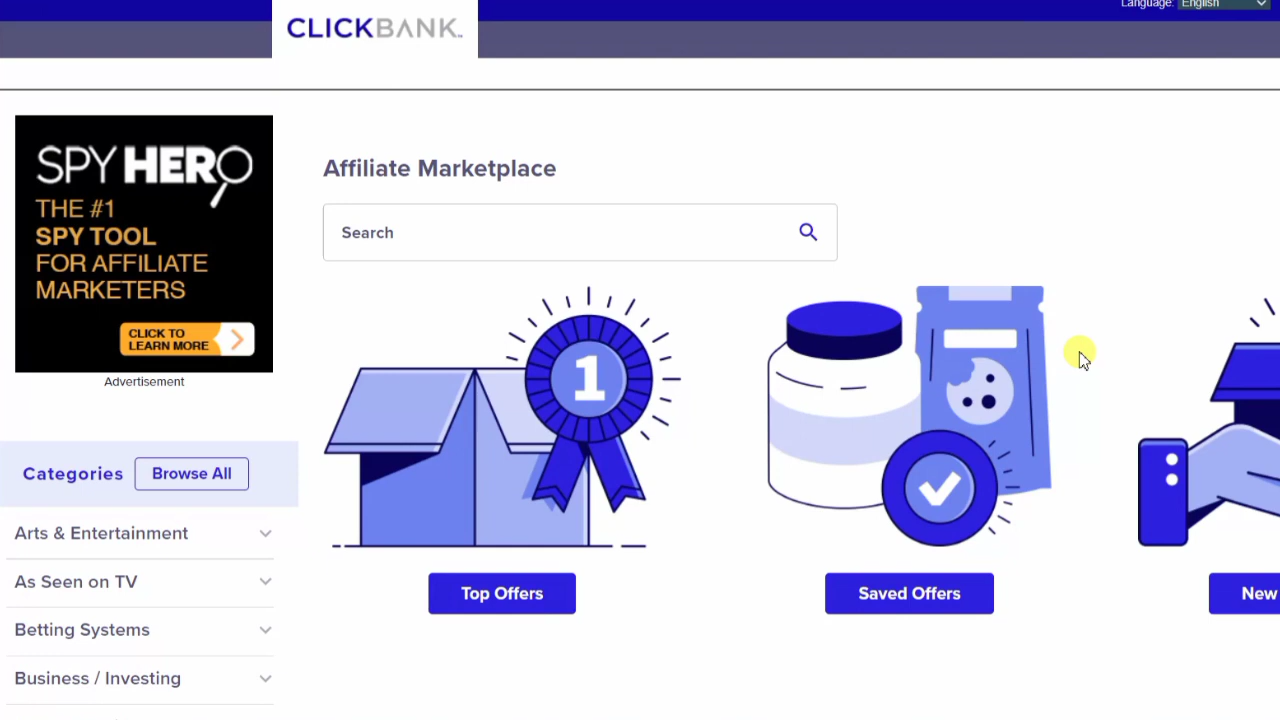 Language: English
CLICKBANK
SPY HERO
THE #1
SPY TOOL
FOR AFFILIATE
MARKETERS
CLICK TO
LEARN MORE
Advertisement
Affiliate Marketplace
Search
1
Top Offers
Saved Offers
New
Categories
Browse All
Arts & Entertainment
As Seen on TV
Betting Systems
Business / Investing